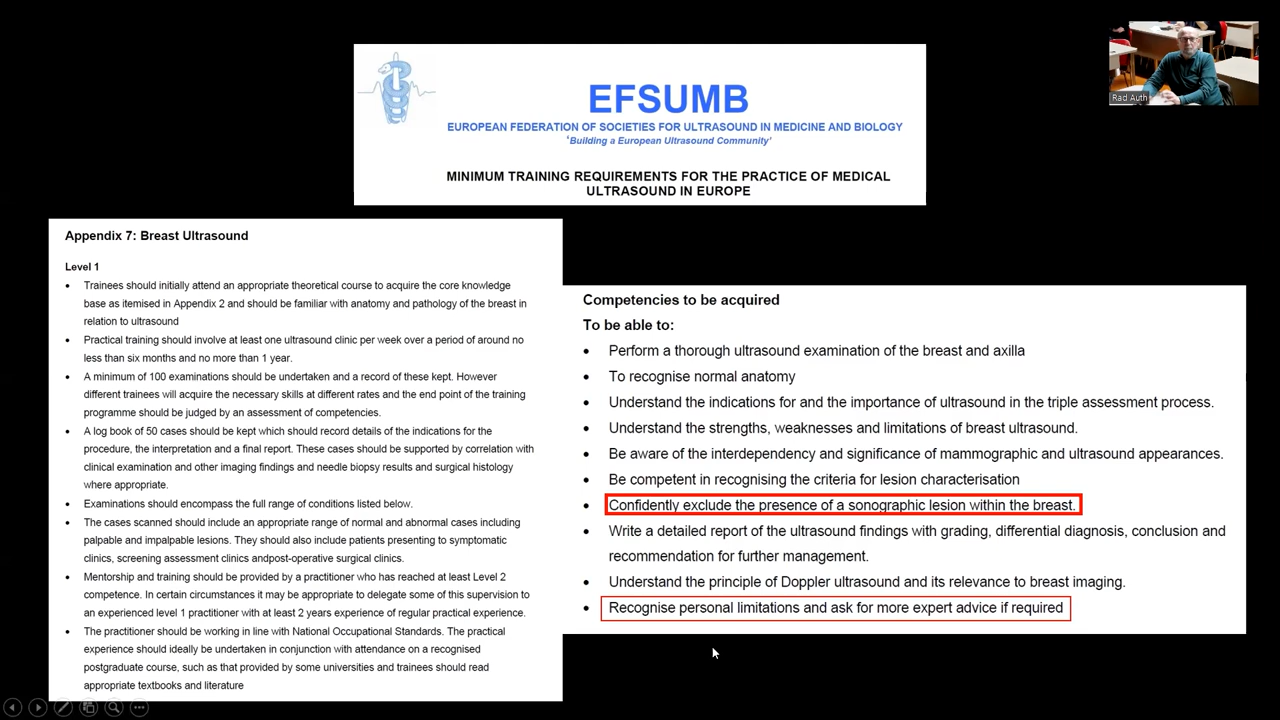 EFSUMB
EUROPEAN FEDERATION OF SOCIETIES FOR ULTRASOUND IN MEDICINE AND BIOLOGY
‘Building a European Ultrasound Community’
MINIMUM TRAINING REQUIREMENTS FOR THE PRACTICE OF MEDICAL
ULTRASOUND IN EUROPE
Rad Auth
Appendix 7: Breast Ultrasound
Level 1
• Trainees should initially attend an appropriate theoretical course to acquire the core knowledge
base as itemised in Appendix 2 and should be familiar with anatomy and pathology of the breast in
relation to ultrasound
• Practical training should involve at least one ultrasound clinic per week over a period of around no
less than six months and no more than 1 year.
• A minimum of 100 examinations should be undertaken and a record of these kept. However
different trainees will acquire the necessary skills at different rates and the end point of the training
programme should be judged by an assessment of competencies.
• A log book of 50 cases should be kept which should record details of the indications for the
procedure, the interpretation and a final report. These cases should be supported by correlation with
clinical examination and other imaging findings and needle biopsy results and surgical histology
where appropriate.
• Examinations should encompass the full range of conditions listed below.
• The cases scanned should include an appropriate range of normal and abnormal cases including
palpable and impalpable lesions. They should also include patients presenting to symptomatic
clinics, screening assessment clinics andpost-operative surgical clinics.
• Mentorship and training should be provided by a practitioner who has reached at least Level 2
competence. In certain circumstances it may be appropriate to delegate some of this supervision to
an experienced level 1 practitioner with at least 2 years experience of regular practical experience.
• The practitioner should be working in line with National Occupational Standards. The practical
experience should ideally be undertaken in conjunction with attendance on a recognised
postgraduate course, such as that provided by some universities and trainees should read
appropriate textbooks and literature
Competencies to be acquired
To be able to:
• Perform a thorough ultrasound examination of the breast and axilla
• To recognise normal anatomy
• Understand the indications for and the importance of ultrasound in the triple assessment process.
• Understand the strengths, weaknesses and limitations of breast ultrasound.
• Be aware of the interdependency and significance of mammographic and ultrasound appearances.
• Be competent in recognising the criteria for lesion characterisation
• Confidently exclude the presence of a sonographic lesion within the breast.
• Write a detailed report of the ultrasound findings with grading, differential diagnosis, conclusion and
recommendation for further management.
• Understand the principle of Doppler ultrasound and its relevance to breast imaging.
• Recognise personal limitations and ask for more expert advice if required